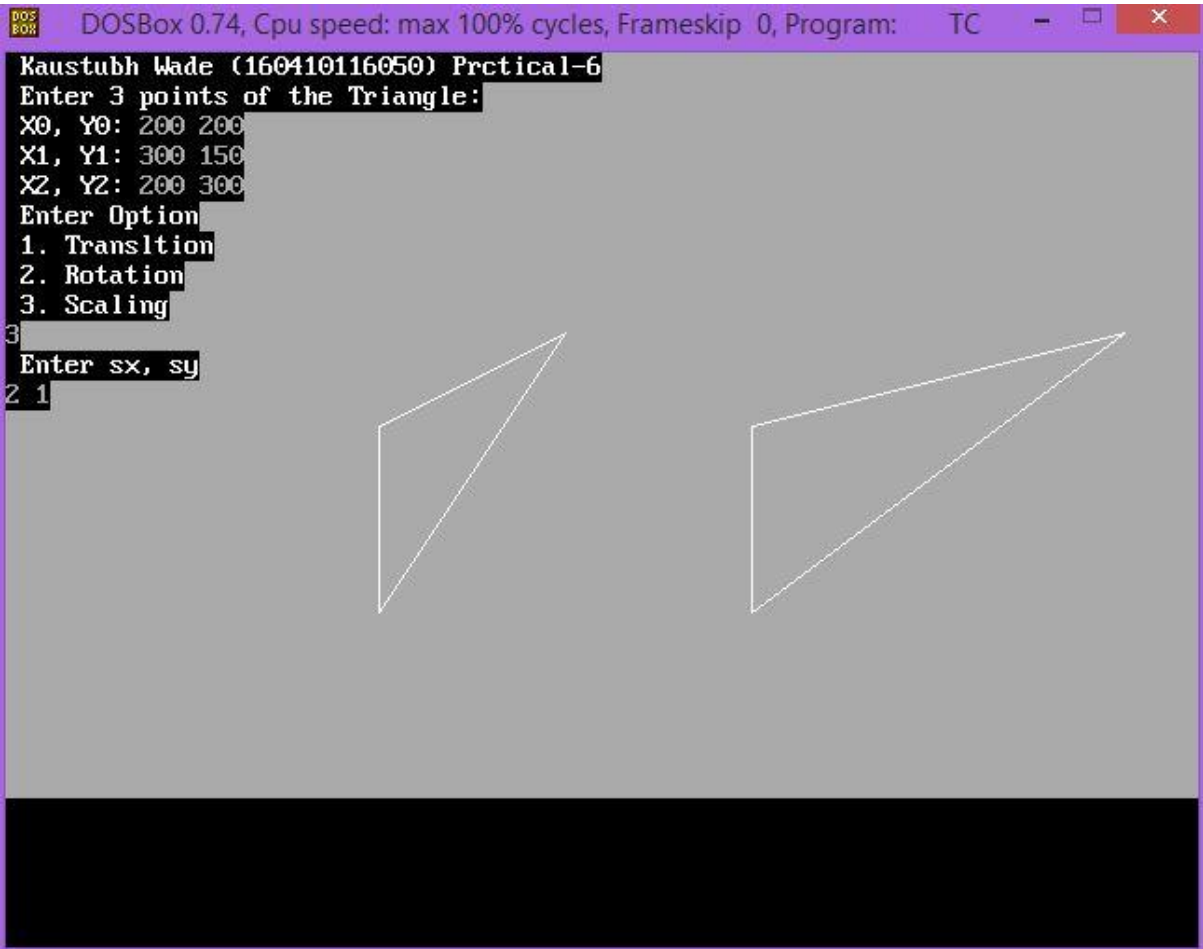 DOS BOX
DOSBox 0.74, Cpu speed: max 100% cycles, Frameskip 0, Program: TC
Kaustubh Wade (160410116050) Prctical-6
Enter 3 points of the Triangle:
X0, Y0: 200 200
X1, Y1: 300 150
X2, Y2: 200 300
Enter Option
1. Transltion
2. Rotation
3. Scaling
3
Enter sx, sy
2 1